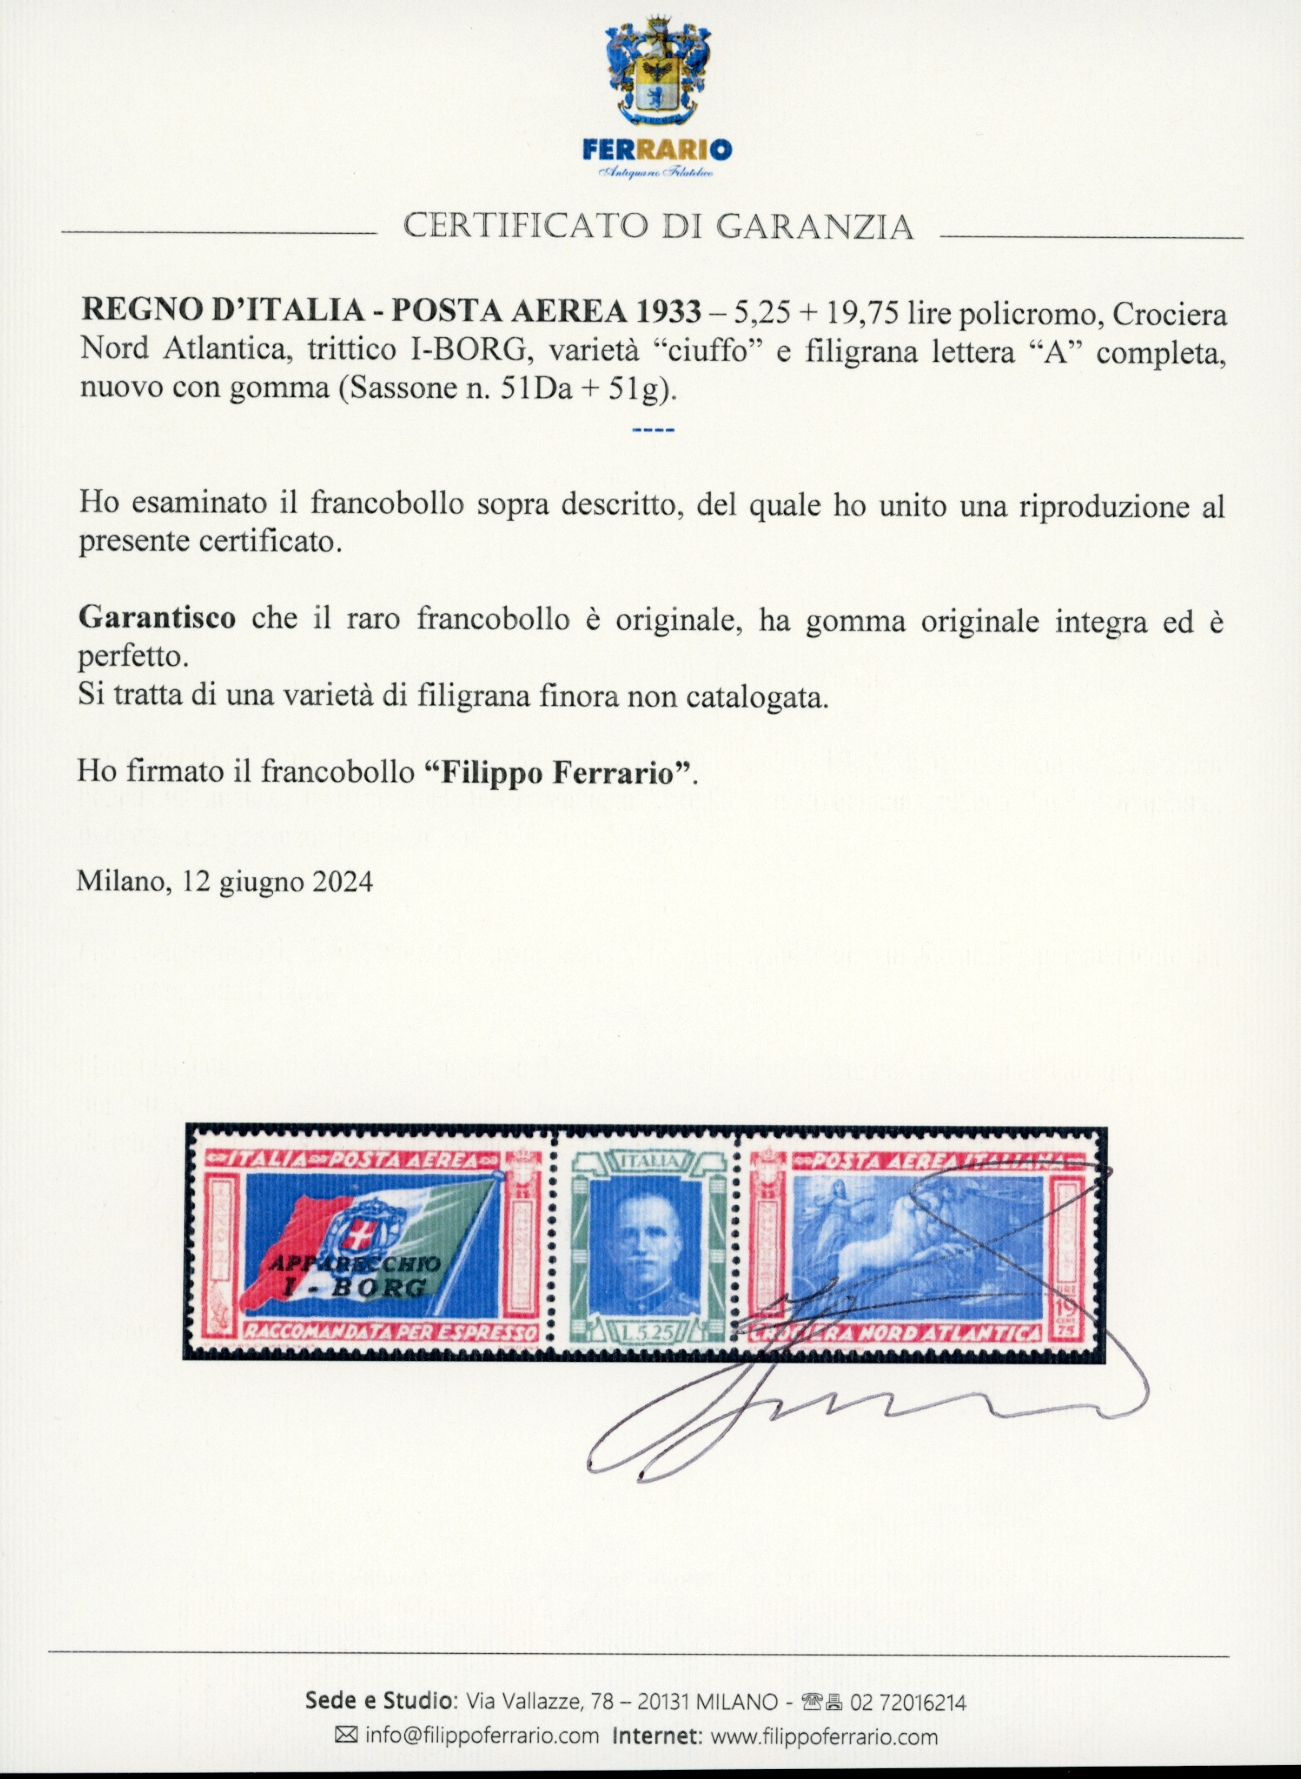 FERRARIO
Antiquario Filatelico
CERTIFICATO DI GARANZIA
REGNO D'ITALIA - POSTA AEREA 1933 – 5,25 + 19,75 lire policromo, Crociera
Nord Atlantica, trittico I-BORG, varietà “ciuffo” e filigrana lettera “A” completa,
nuovo con gomma (Sassone n. 51Da + 51g).
----
Ho esaminato il francobollo sopra descritto, del quale ho unito una riproduzione al
presente certificato.
Garantisco che il raro francobollo è originale, ha gomma originale integra ed è
perfetto.
Si tratta di una varietà di filigrana finora non catalogata.
Ho firmato il francobollo “Filippo Ferrario”.
Milano, 12 giugno 2024
ITALIA POSTA AEREA
APPARECCHIO
I - BORG
RACCOMANDATA PER ESPRESSO
ITALIA
L.5.25
POSTA AEREA ITALIANA
LIRE
19
CENT
75
CROCIERA NORD ATLANTICA
Sede e Studio: Via Vallazze, 78 – 20131 MILANO - 02 72016214
info@filippoferrario.com Internet: www.filippoferrario.com